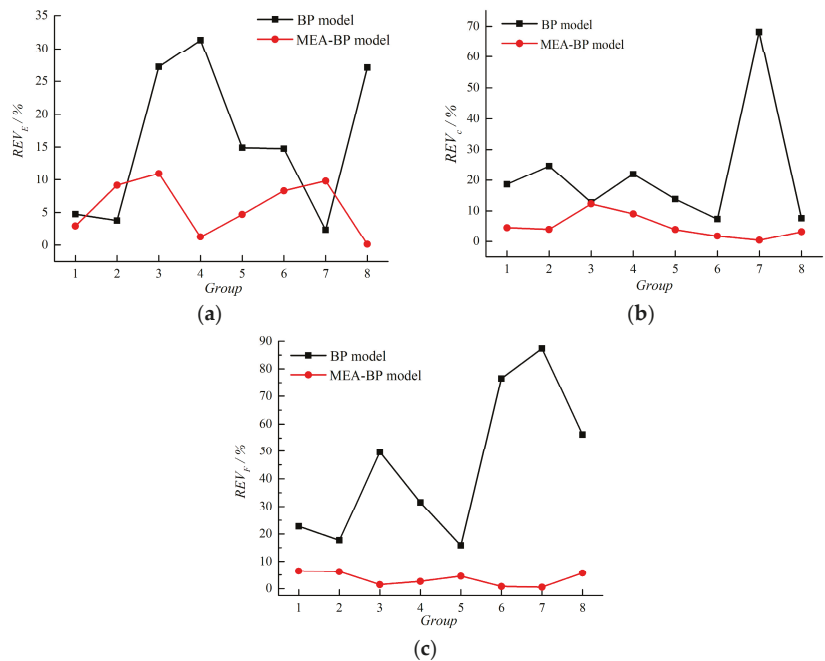 35
30
25
20
15
10
5
0
REV_E / %
BP model
MEA-BP model
1 2 3 4 5 6 7 8
Group
(a)
70
60
50
40
30
20
10
0
REV_c / %
BP model
MEA-BP model
1 2 3 4 5 6 7 8
Group
(b)
90
80
70
60
50
40
30
20
10
0
REV_F / %
BP model
MEA-BP model
1 2 3 4 5 6 7 8
Group
(c)